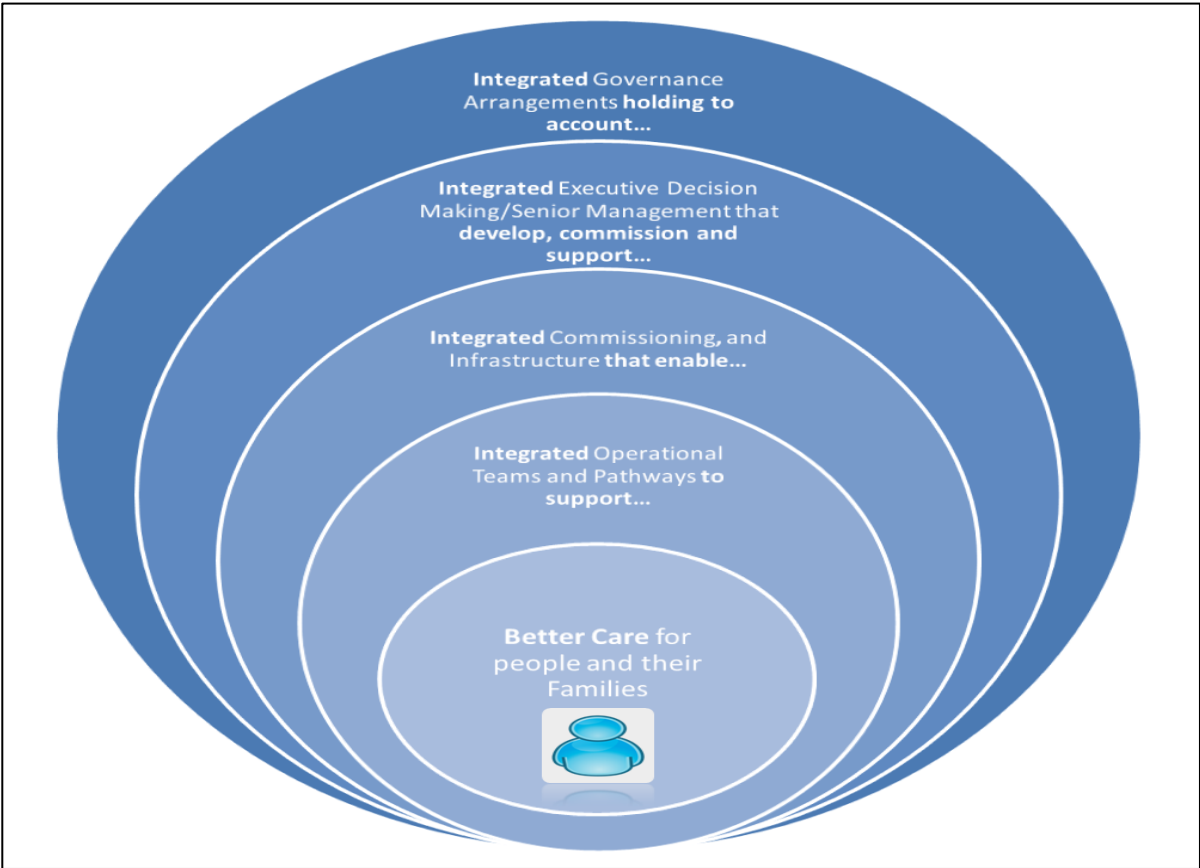 Integrated Governance
Arrangements holding to
account...
Integrated Executive Decision
Making/Senior Management that
develop, commission and
support...
Integrated Commissioning, and
Infrastructure that enable...
Integrated Operational
Teams and Pathways to
support...
Better Care for
people and their
Families